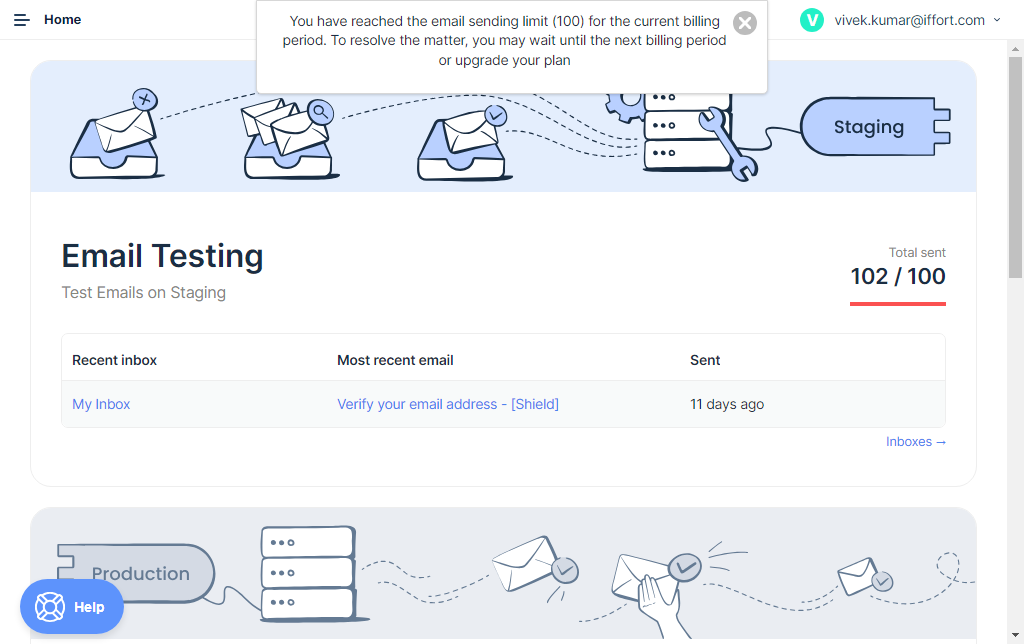 Home
You have reached the email sending limit (100) for the current billing
period. To resolve the matter, you may wait until the next billing period
or upgrade your plan
V
vivek.kumar@iffort.com
Staging
Email Testing
Test Emails on Staging
Total sent
102 / 100
Recent inbox Most recent email Sent
My Inbox Verify your email address - [Shield] 11 days ago
Inboxes →
Production
Help